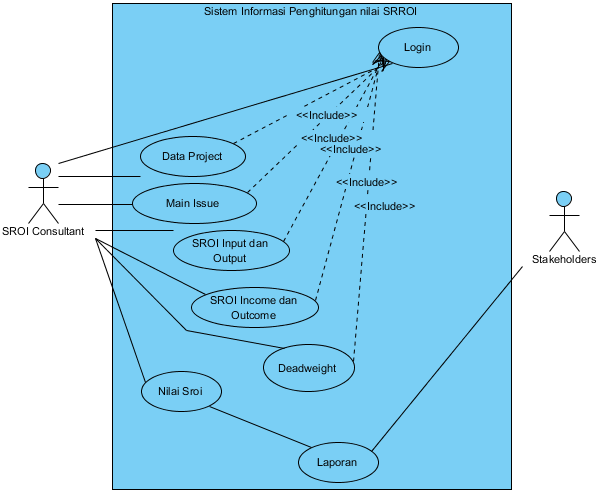 Sistem Informasi Penghitungan nilai SRROI
Login
<<Include>>
<<Include>>
<<Include>>
<<Include>>
<<Include>>
Data Project
Main Issue
SROI Consultant
SROI Input dan
Output
Stakeholders
SROI Income dan
Outcome
Deadweight
Nilai Sroi
Laporan